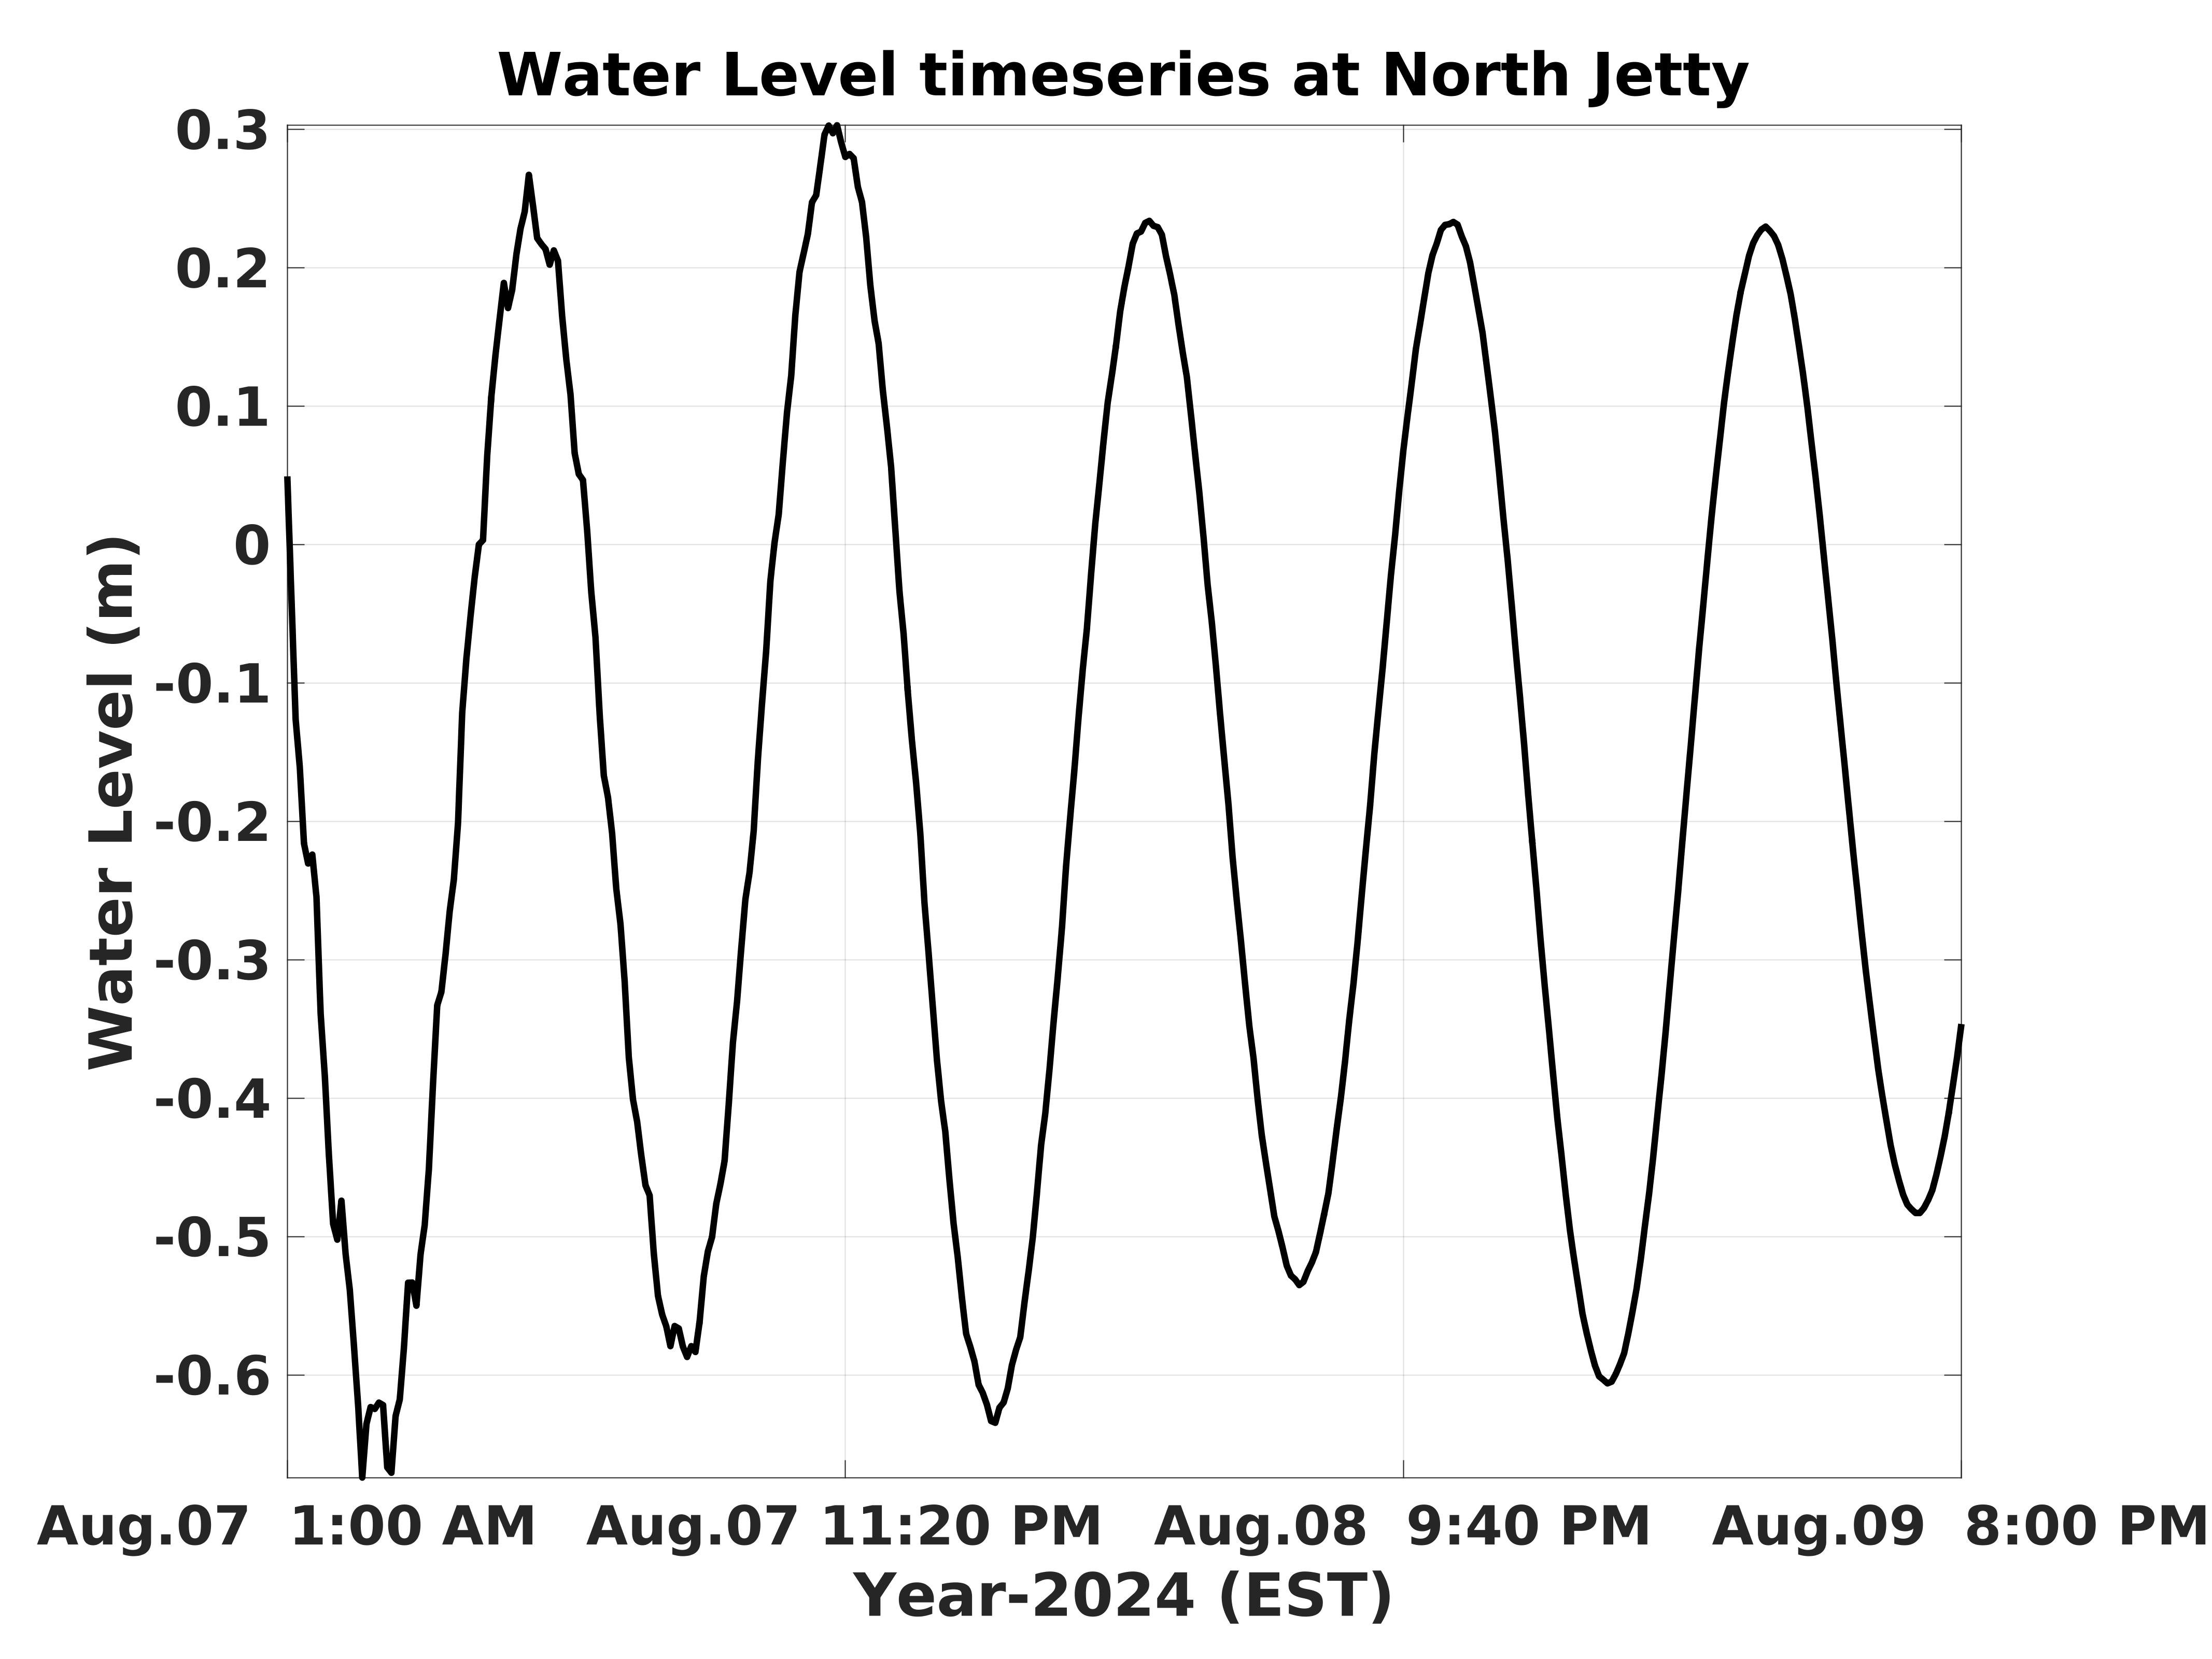 Water Level timeseries at North Jetty
0.3
0.2
0.1
0
-0.1
-0.2
-0.3
-0.4
-0.5
-0.6
Water Level (m)
Aug.07 1:00 AM Aug.07 11:20 PM Aug.08 9:40 PM Aug.09 8:00 PM
Year-2024 (EST)